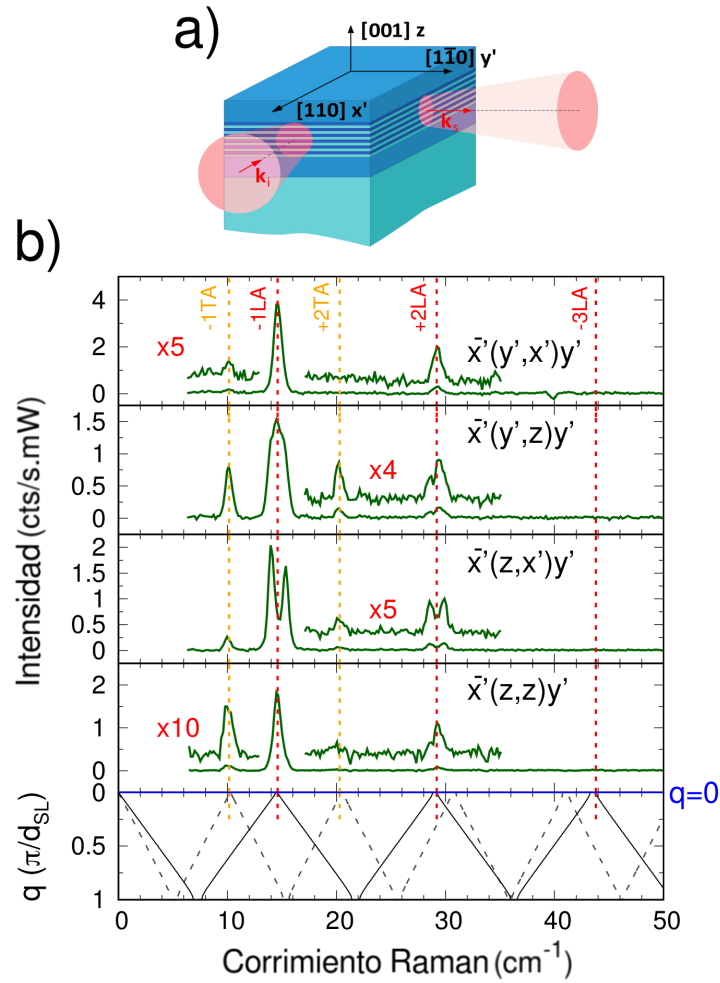 a)
[001] z
[11̄0] y'
[110] x'
k_s
k_i
b)
-1TA
-1LA
+2TA
+2LA
-3LA
4
2
0
x5
x̄'(y',x')y'
1.5
1
0.5
0
x4
x̄'(y',z)y'
2
1.5
1
0.5
0
x5
x̄'(z,x')y'
2
1
0
x10
x̄'(z,z)y'
Intensidad (cts/s.mW)
0
0.5
1
q (π/d_SL)
q=0
0 10 20 30 40 50
Corrimiento Raman (cm⁻¹)